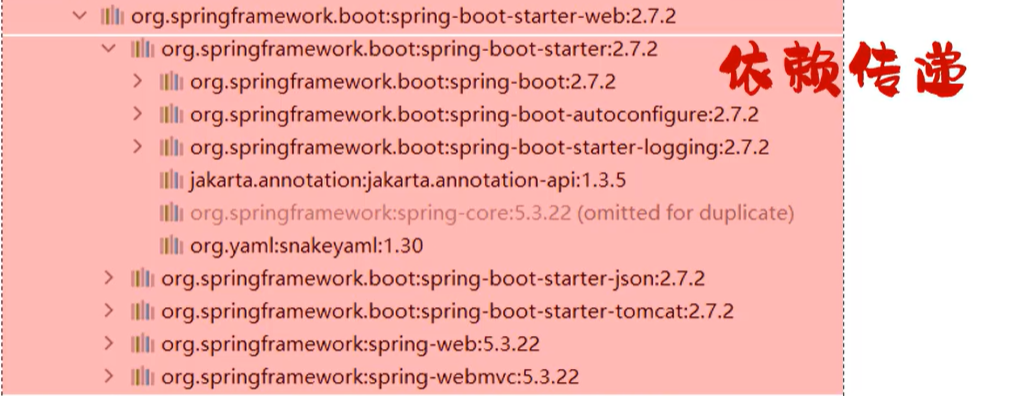 org.springframework.boot:spring-boot-starter-web:2.7.2
org.springframework.boot:spring-boot-starter:2.7.2
依赖传递
org.springframework.boot:spring-boot:2.7.2
org.springframework.boot:spring-boot-autoconfigure:2.7.2
org.springframework.boot:spring-boot-starter-logging:2.7.2
jakarta.annotation:jakarta.annotation-api:1.3.5
org.springframework:spring-core:5.3.22 (omitted for duplicate)
org.yaml:snakeyaml:1.30
org.springframework.boot:spring-boot-starter-json:2.7.2
org.springframework.boot:spring-boot-starter-tomcat:2.7.2
org.springframework:spring-web:5.3.22
org.springframework:spring-webmvc:5.3.22